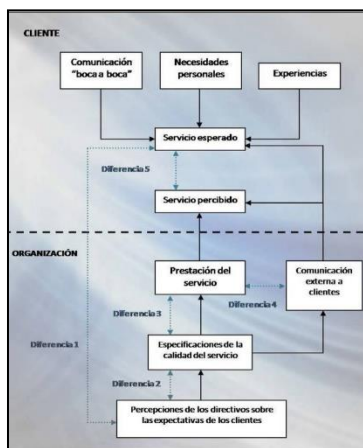 CLIENTE
Comunicación
"boca a boca"
Necesidades
personales
Experiencias
Servicio esperado
Diferencia 5
Servicio percibido
ORGANIZACIÓN
Prestación del
servicio
Comunicación
externa a
clientes
Diferencia 4
Diferencia 3
Diferencia 1
Especificaciones de la
calidad del servicio
Diferencia 2
Percepciones de los directivos sobre
las expectativas de los clientes